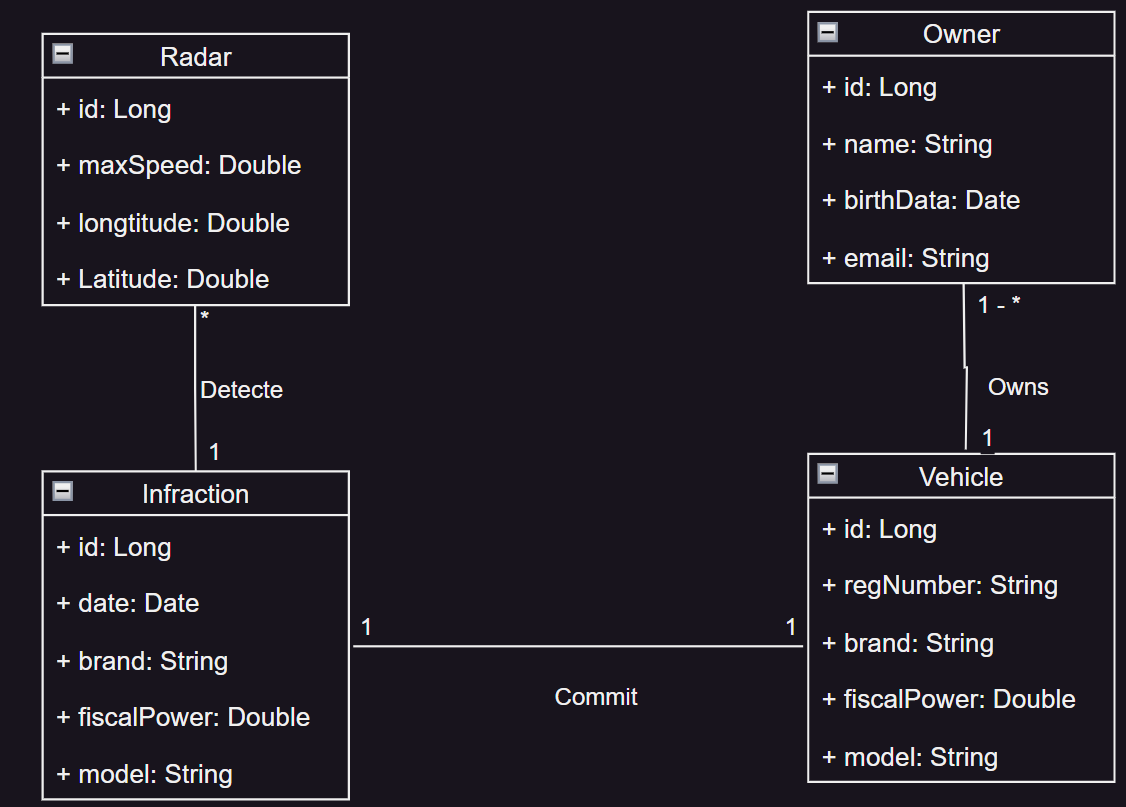 Radar
+ id: Long
+ maxSpeed: Double
+ longtitude: Double
+ Latitude: Double
*
Detecte
1
Infraction
+ id: Long
+ date: Date
+ brand: String
+ fiscalPower: Double
+ model: String
1
1
Commit
Owner
+ id: Long
+ name: String
+ birthData: Date
+ email: String
1 - *
Owns
1
Vehicle
+ id: Long
+ regNumber: String
+ brand: String
+ fiscalPower: Double
+ model: String